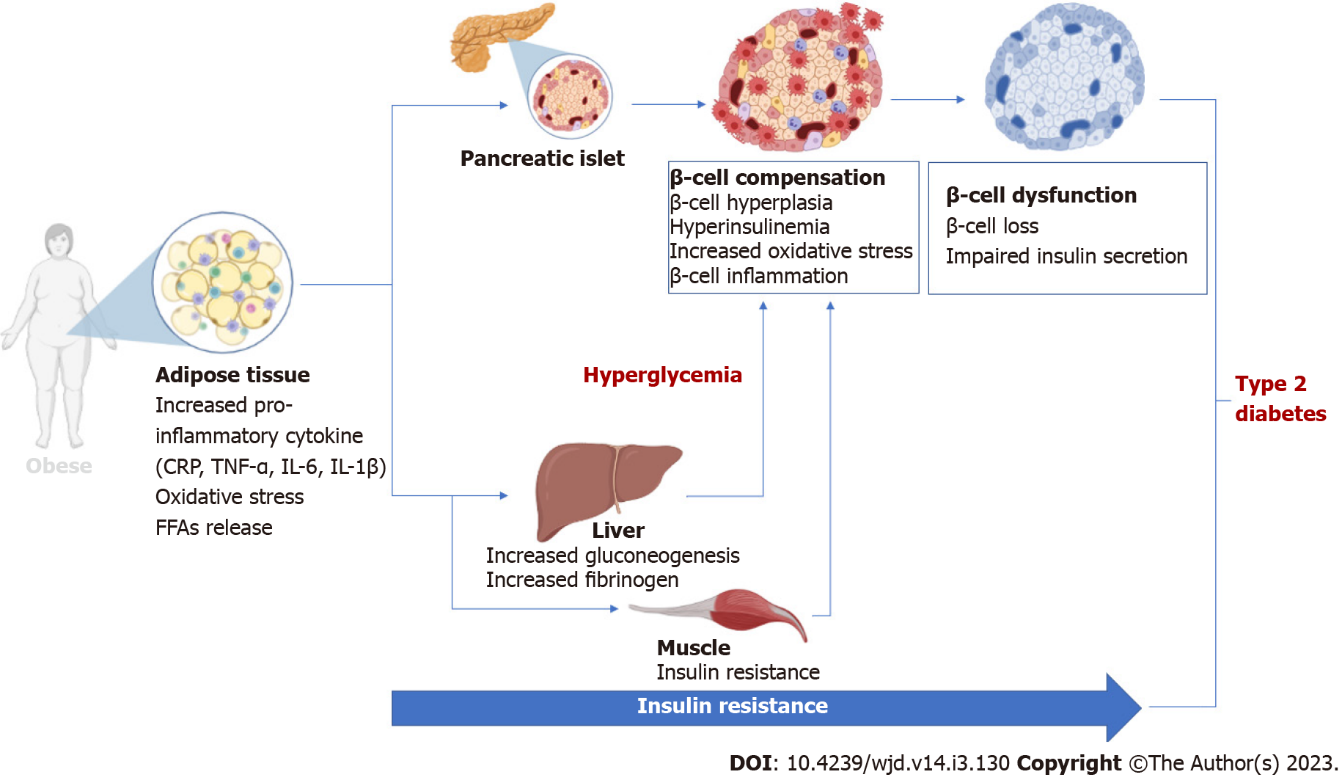 Pancreatic islet
β-cell compensation
β-cell hyperplasia
Hyperinsulinemia
Increased oxidative stress
β-cell inflammation
β-cell dysfunction
β-cell loss
Impaired insulin secretion
Obese
Adipose tissue
Increased pro-
inflammatory cytokine
(CRP, TNF-α, IL-6, IL-1β)
Oxidative stress
FFAs release
Hyperglycemia
Type 2
diabetes
Liver
Increased gluconeogenesis
Increased fibrinogen
Muscle
Insulin resistance
Insulin resistance
DOI: 10.4239/wjd.v14.i3.130 Copyright ©The Author(s) 2023.